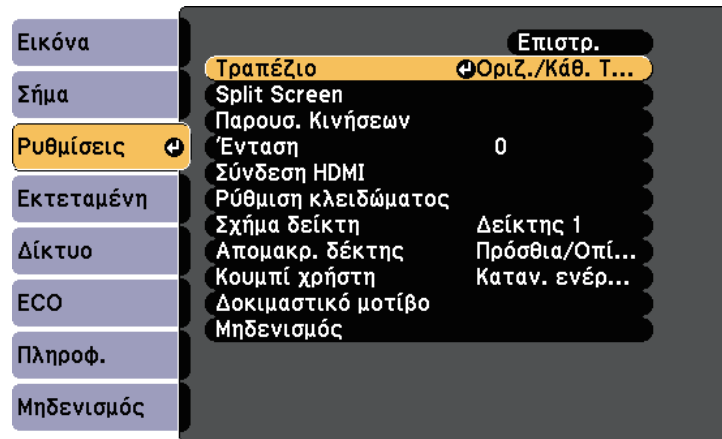 Εικόνα
Σήμα
Ρυθμίσεις
Εκτεταμένη
Δίκτυο
ECO
Πληροφ.
Μηδενισμός
Επιστρ.
Τραπέζιο Οριζ./Κάθ. Τ...
Split Screen
Παρουσ. Κινήσεων
Ένταση 0
Σύνδεση HDMI
Ρύθμιση κλειδώματος
Σχήμα δείκτη Δείκτης 1
Απομακρ. δέκτης Πρόσθια/Οπί...
Κουμπί χρήστη Καταν. ενέρ...
Δοκιμαστικό μοτίβο
Μηδενισμός